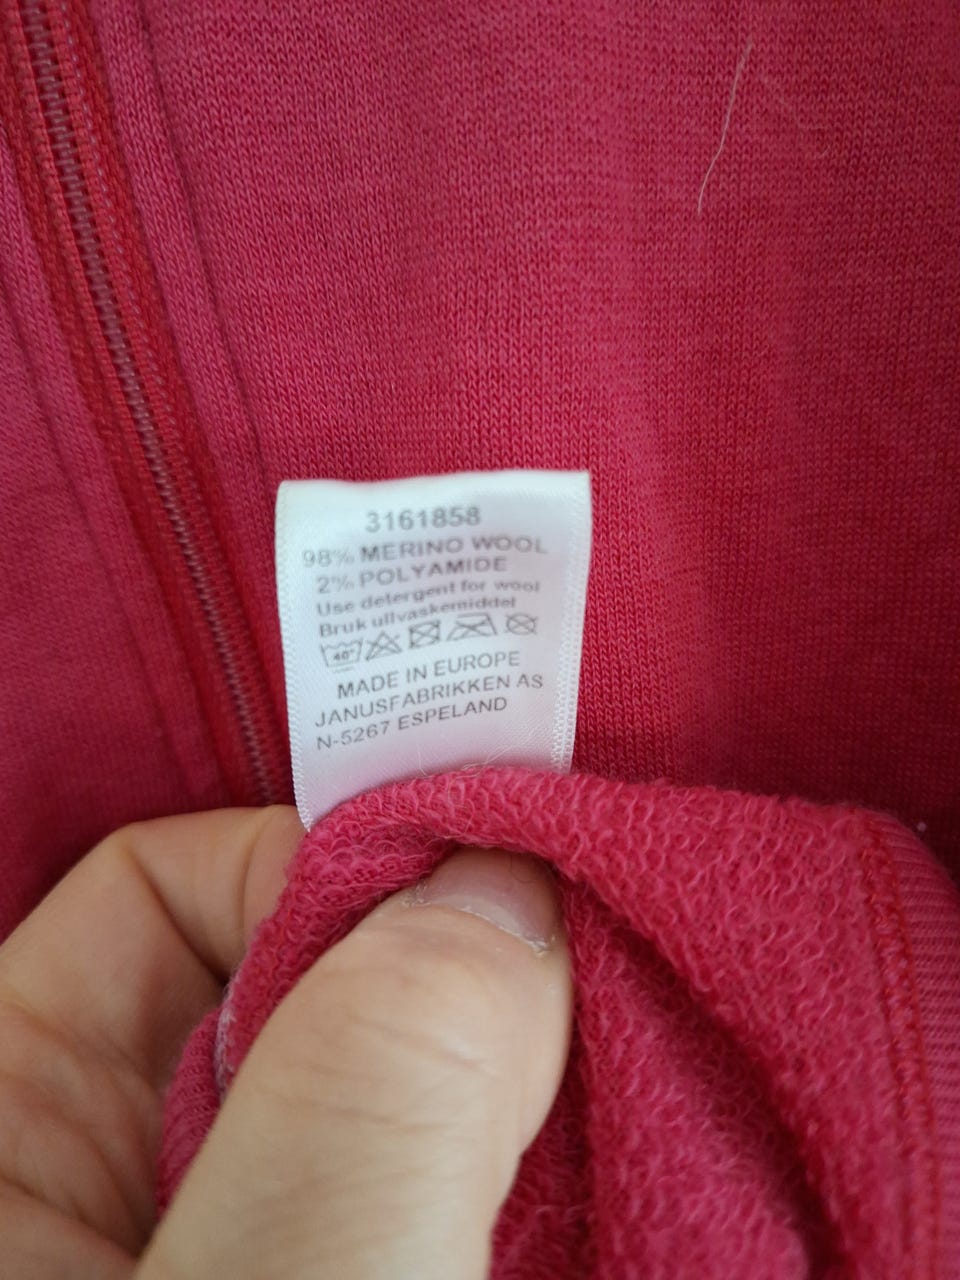 3161858
98% MERINO WOOL
2% POLYAMIDE
Use detergent for wool
Bruk ullvaskemiddel
40°
MADE IN EUROPE
JANUSFABRIKKEN AS
N-5267 ESPELAND